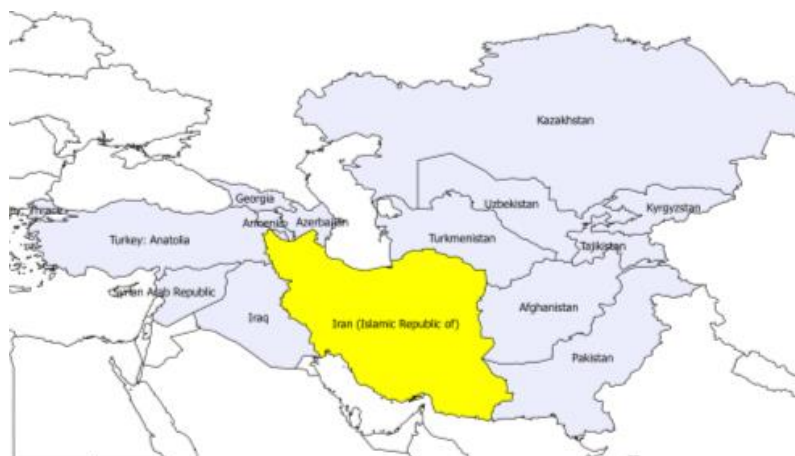 Kazakhstan
Georgia
Uzbekistan
Kyrgyzstan
Thrace
Armenia
Azerbaijan
Turkey: Anatolia
Turkmenistan
Tajikistan
Syrian Arab Republic
Afghanistan
Iraq
Iran (Islamic Republic of)
Pakistan